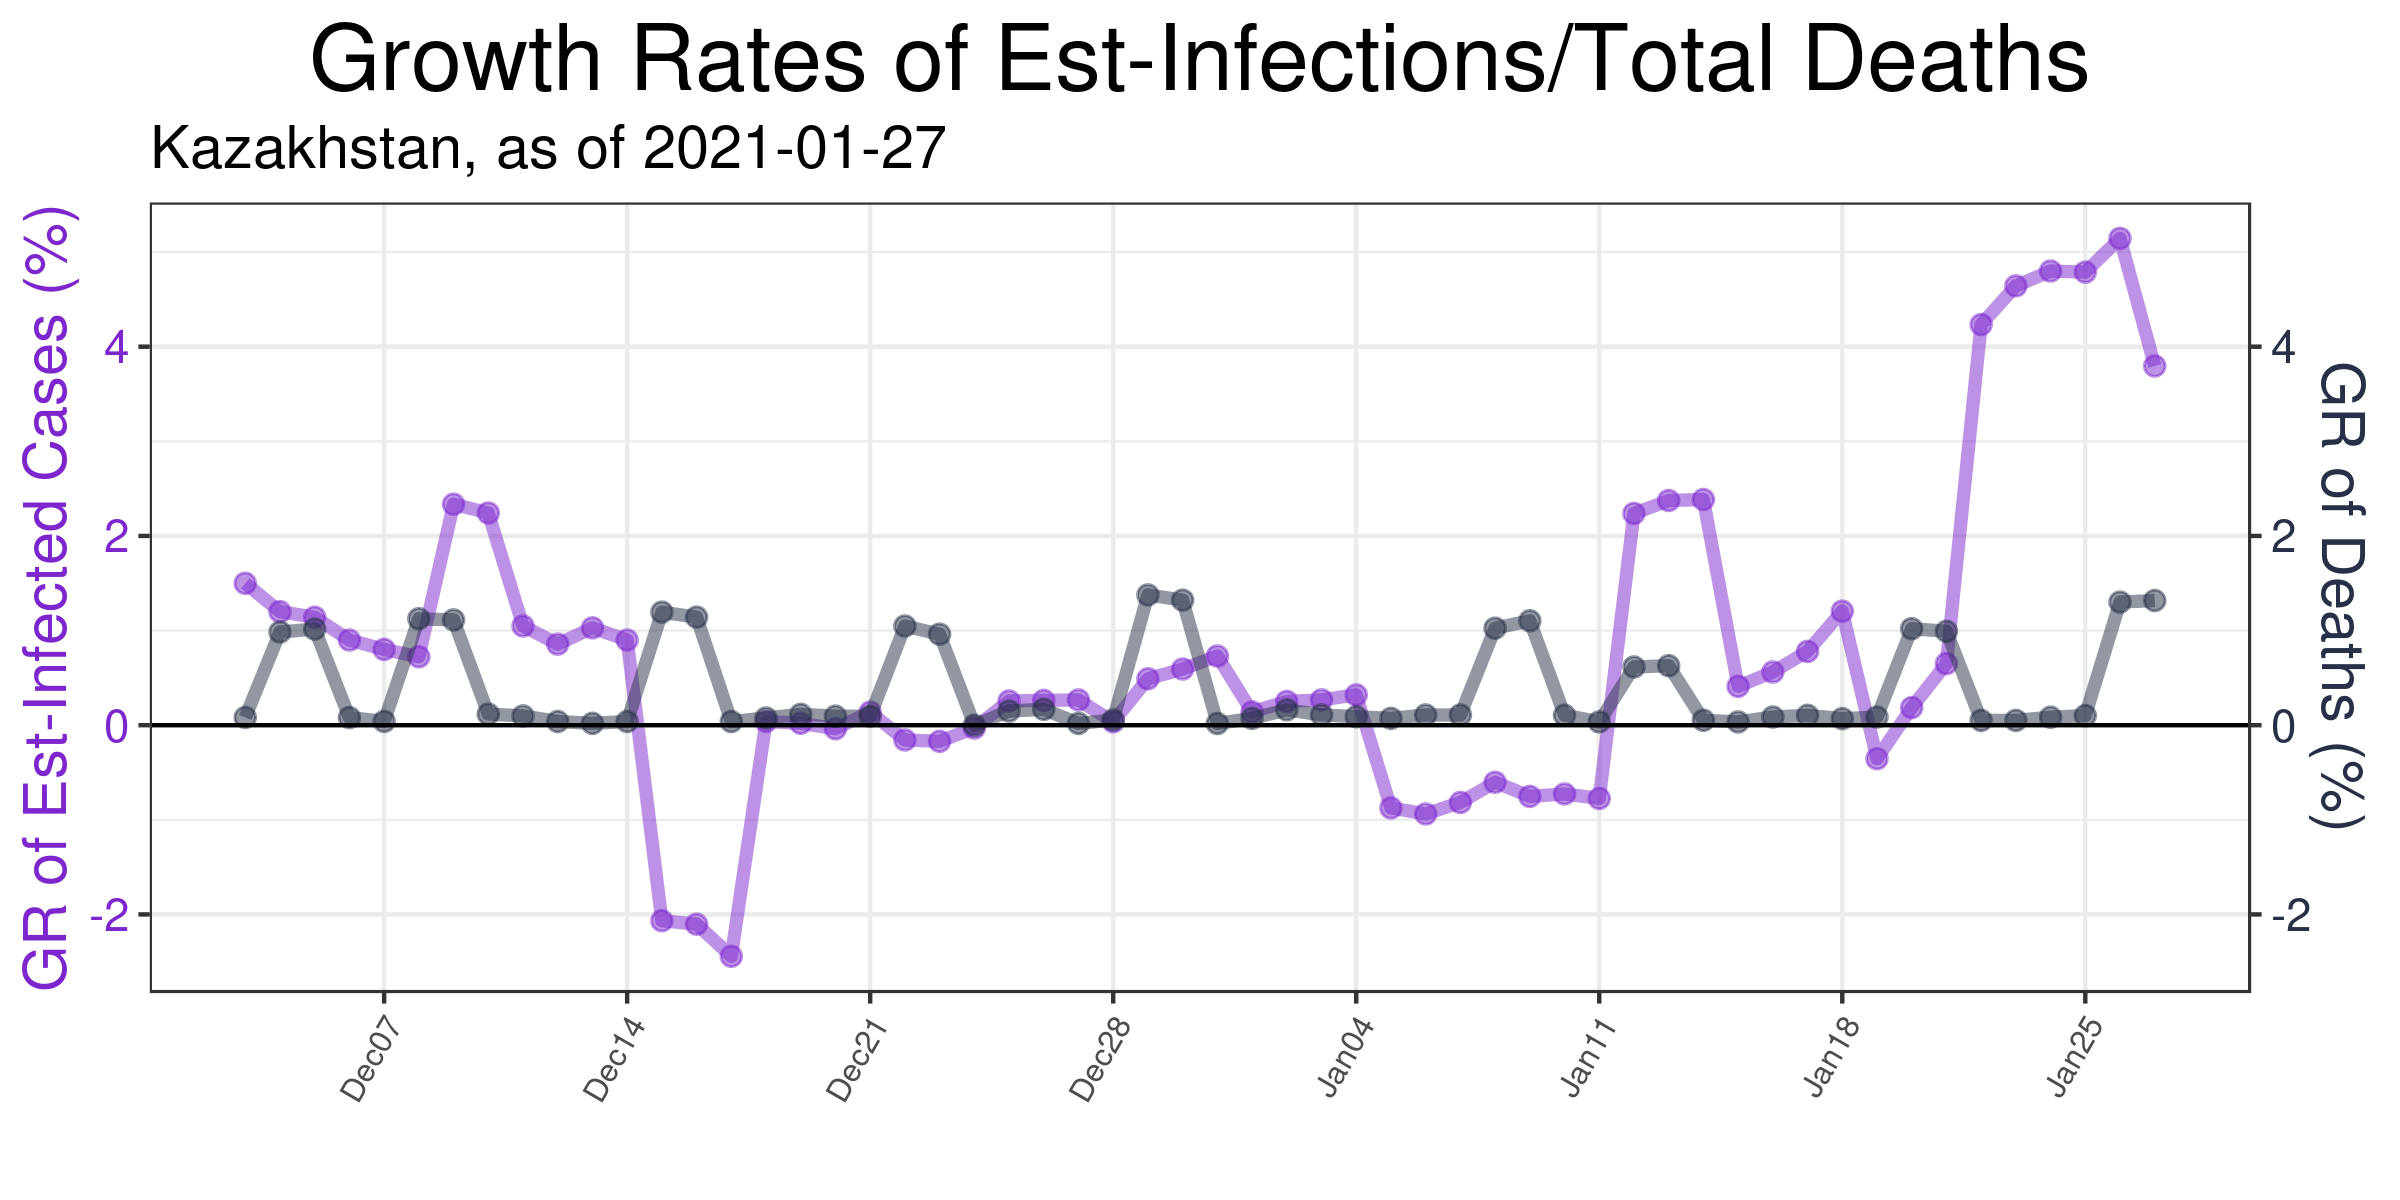 Growth Rates of Est-Infections/Total Deaths
Kazakhstan, as of 2021-01-27
GR of Est-Infected Cases (%)
4
2
0
-2
4
2
0
-2
GR of Deaths (%)
Dec07
Dec14
Dec21
Dec28
Jan04
Jan11
Jan18
Jan25